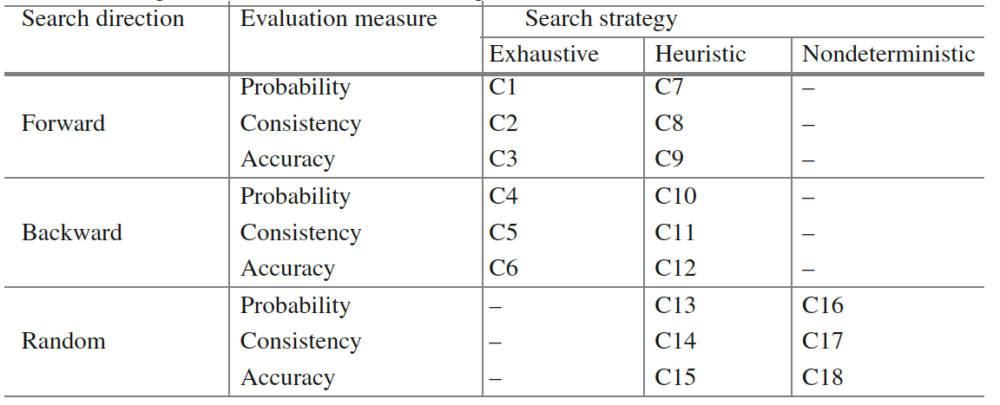 Search direction Evaluation measure Search strategy
Exhaustive Heuristic Nondeterministic
Probability C1 C7 –
Forward Consistency C2 C8 –
Accuracy C3 C9 –
Probability C4 C10 –
Backward Consistency C5 C11 –
Accuracy C6 C12 –
Probability – C13 C16
Random Consistency – C14 C17
Accuracy – C15 C18